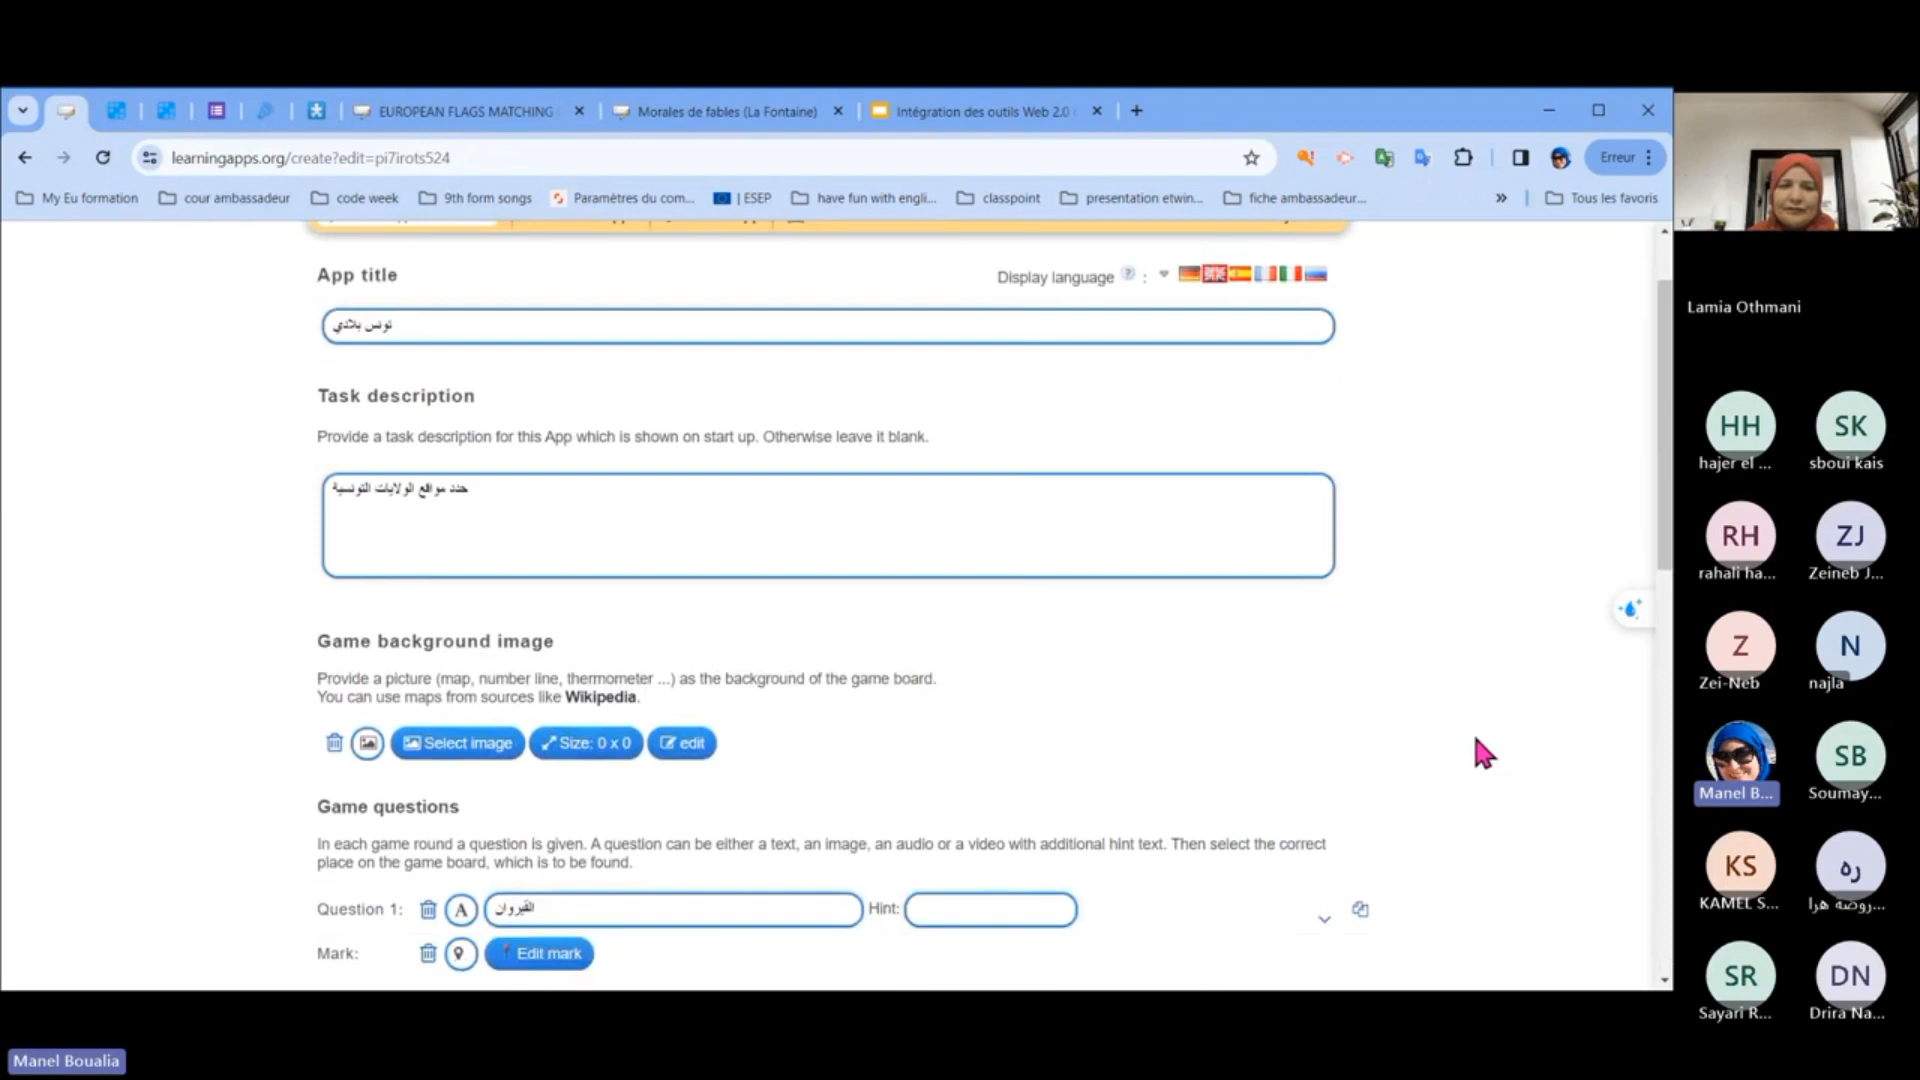 EUROPEAN FLAGS MATCHING
Morales de fables (La Fontaine)
Intégration des outils Web 2.0
learningapps.org/create?edit=pi7irots524
Erreur
My Eu formation
cour ambassadeur
code week
9th form songs
Paramètres du com...
| ESEP
have fun with engli...
classpoint
presentation etwin...
fiche ambassadeur...
»
Tous les favoris
App title
Display language ? :
تونس بلادي
Task description
Provide a task description for this App which is shown on start up. Otherwise leave it blank.
حدد مواقع الولايات التونسية
Game background image
Provide a picture (map, number line, thermometer ...) as the background of the game board.
You can use maps from sources like Wikipedia.
Select image
Size: 0 x 0
edit
Game questions
In each game round a question is given. A question can be either a text, an image, an audio or a video with additional hint text. Then select the correct
place on the game board, which is to be found.
Question 1:
A
القيروان
Hint:
Mark:
Edit mark
Lamia Othmani
HH
hajer el ...
SK
sboui kais
RH
rahali ha...
ZJ
Zeineb J...
Z
Zei-Neb
N
najla
Manel B...
SB
Soumay...
KS
KAMEL S...
ره
روضه هرا...
SR
Sayari R...
DN
Drira Na...
Manel Boualia